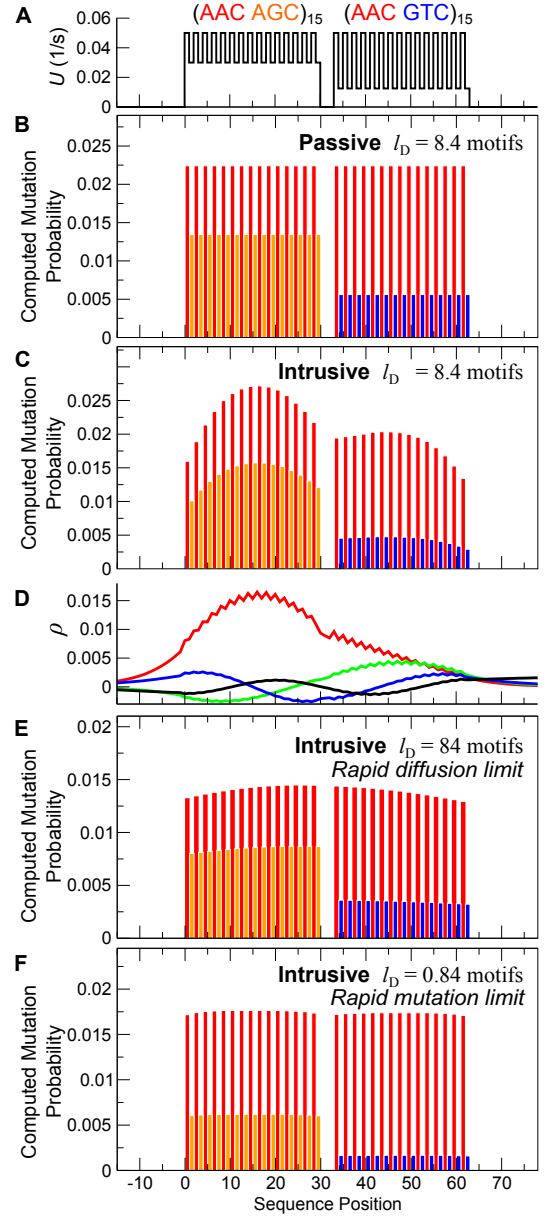 A
(AAC AGC)15 (AAC GTC)15
U (1/s)
0.06
0.04
0.02
0
B
Passive lD = 8.4 motifs
Computed Mutation
Probability
0.025
0.02
0.015
0.01
0.005
0
C
Intrusive lD = 8.4 motifs
Computed Mutation
Probability
0.025
0.02
0.015
0.01
0.005
0
D
ρ
0.015
0.01
0.005
0
E
Intrusive lD = 84 motifs
Rapid diffusion limit
Computed Mutation
Probability
0.02
0.015
0.01
0.005
0
F
Intrusive lD = 0.84 motifs
Rapid mutation limit
Computed Mutation
Probability
0.02
0.015
0.01
0.005
0
-10 0 10 20 30 40 50 60 70
Sequence Position